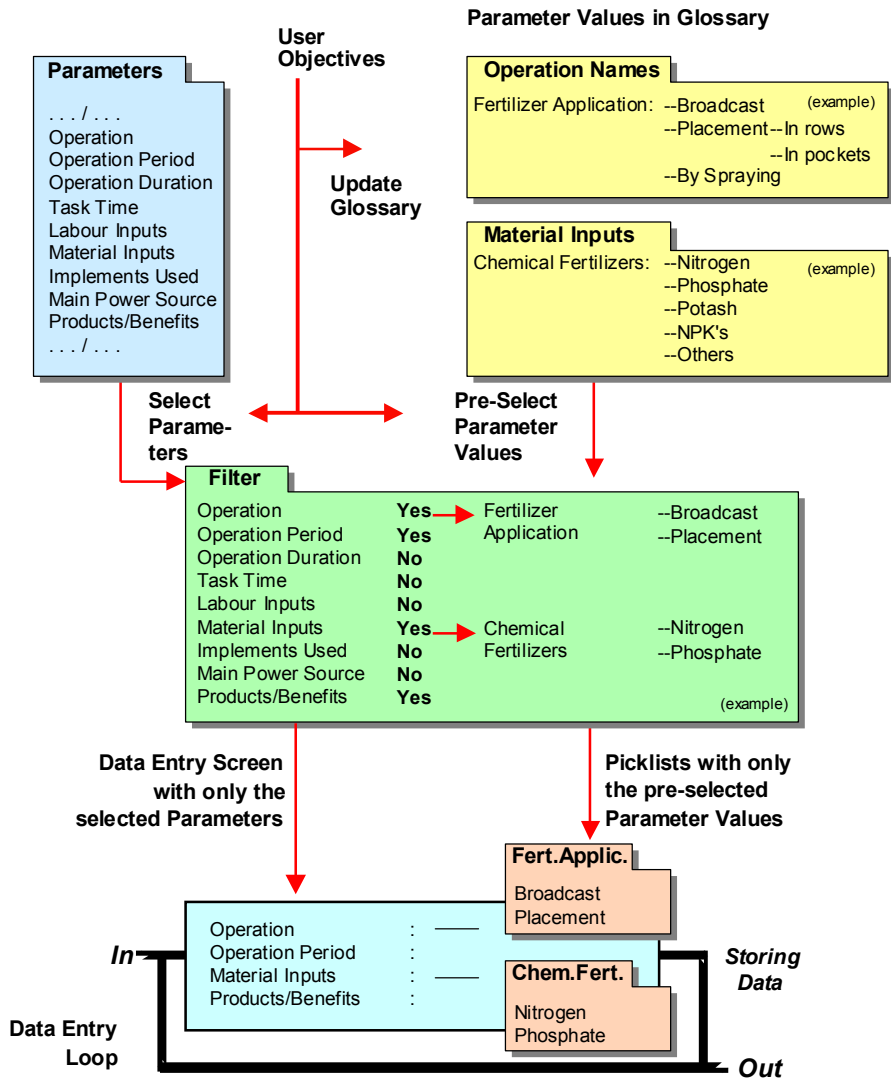 Parameter Values in Glossary
User
Objectives
Parameters
. . . / . . .
Operation
Operation Period
Operation Duration
Task Time
Labour Inputs
Material Inputs
Implements Used
Main Power Source
Products/Benefits
. . . / . . .
Update
Glossary
Operation Names
Fertilizer Application: --Broadcast (example)
--Placement --In rows
--In pockets
--By Spraying
Material Inputs
Chemical Fertilizers: --Nitrogen (example)
--Phosphate
--Potash
--NPK's
--Others
Select
Parame-
ters
Pre-Select
Parameter
Values
Filter
Operation Yes Fertilizer --Broadcast
Operation Period Yes Application --Placement
Operation Duration No
Task Time No
Labour Inputs No
Material Inputs Yes Chemical --Nitrogen
Implements Used No Fertilizers --Phosphate
Main Power Source No
Products/Benefits Yes (example)
Data Entry Screen
with only the
selected Parameters
Picklists with only
the pre-selected
Parameter Values
Fert.Applic.
Broadcast
Placement
Operation :
Operation Period :
Material Inputs :
Products/Benefits :
Chem.Fert.
Nitrogen
Phosphate
In
Storing
Data
Data Entry
Loop
Out